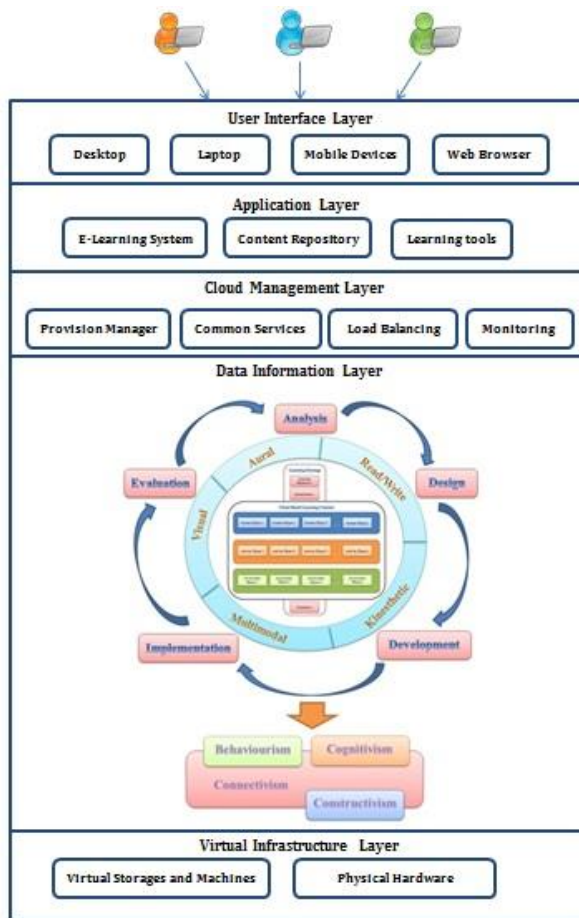 User Interface Layer
Desktop
Laptop
Mobile Devices
Web Browser
Application Layer
E-Learning System
Content Repository
Learning tools
Cloud Management Layer
Provision Manager
Common Services
Load Balancing
Monitoring
Data Information Layer
Analysis
Aural
Read/Write
Evaluation
Design
Visual
Kinesthetic
Multimodal
Implementation
Development
Behaviourism
Cognitivism
Connectivism
Constructivism
Virtual Infrastructure Layer
Virtual Storages and Machines
Physical Hardware